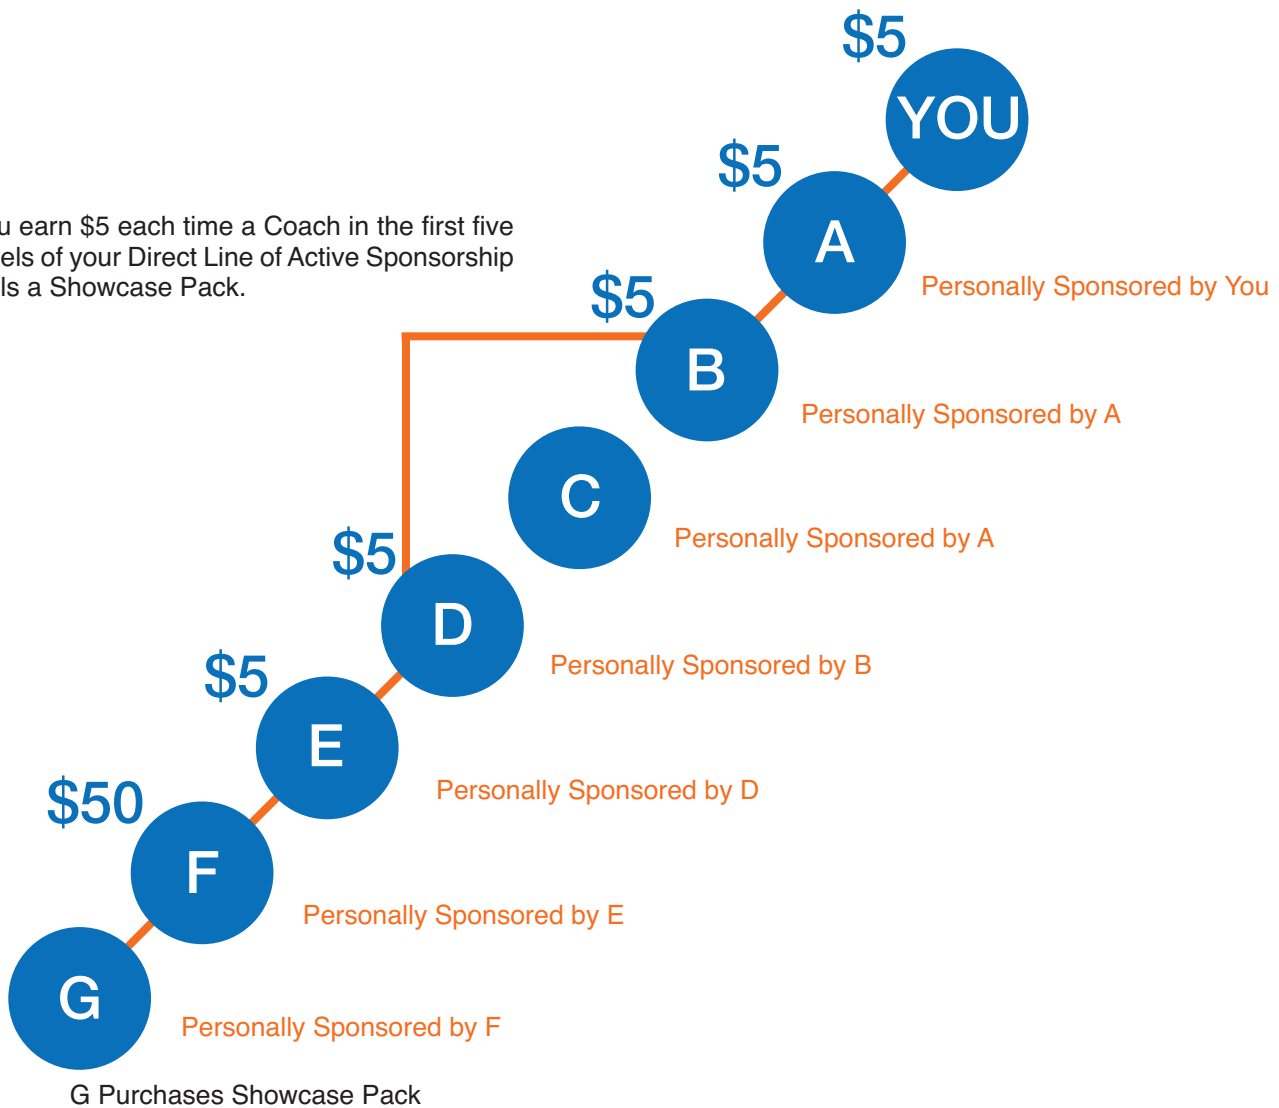 $5
YOU
$5
A
u earn $5 each time a Coach in the first five
els of your Direct Line of Active Sponsorship
ls a Showcase Pack.
Personally Sponsored by You
$5
B
Personally Sponsored by A
C
Personally Sponsored by A
$5
D
Personally Sponsored by B
$5
E
Personally Sponsored by D
$50
F
Personally Sponsored by E
G
Personally Sponsored by F
G Purchases Showcase Pack